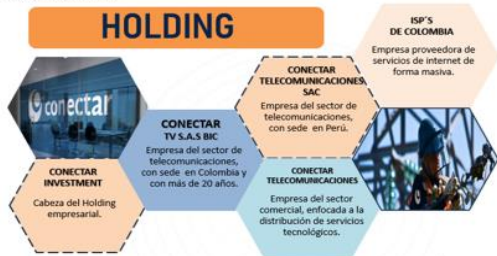 HOLDING
conectar
CONECTAR
INVESTMENT
Cabeza del Holding
empresarial.
CONECTAR
TV S.A.S BIC
Empresa del sector de
telecomunicaciones,
con sede en Colombia y
con más de 20 años.
CONECTAR
TELECOMUNICACIONES
SAC
Empresa del sector de
telecomunicaciones,
con sede en Perú.
CONECTAR
TELECOMUNICACIONES
Empresa del sector
comercial, enfocada a la
distribución de servicios
tecnológicos.
ISP´S
DE COLOMBIA
Empresa proveedora de
servicios de internet de
forma masiva.